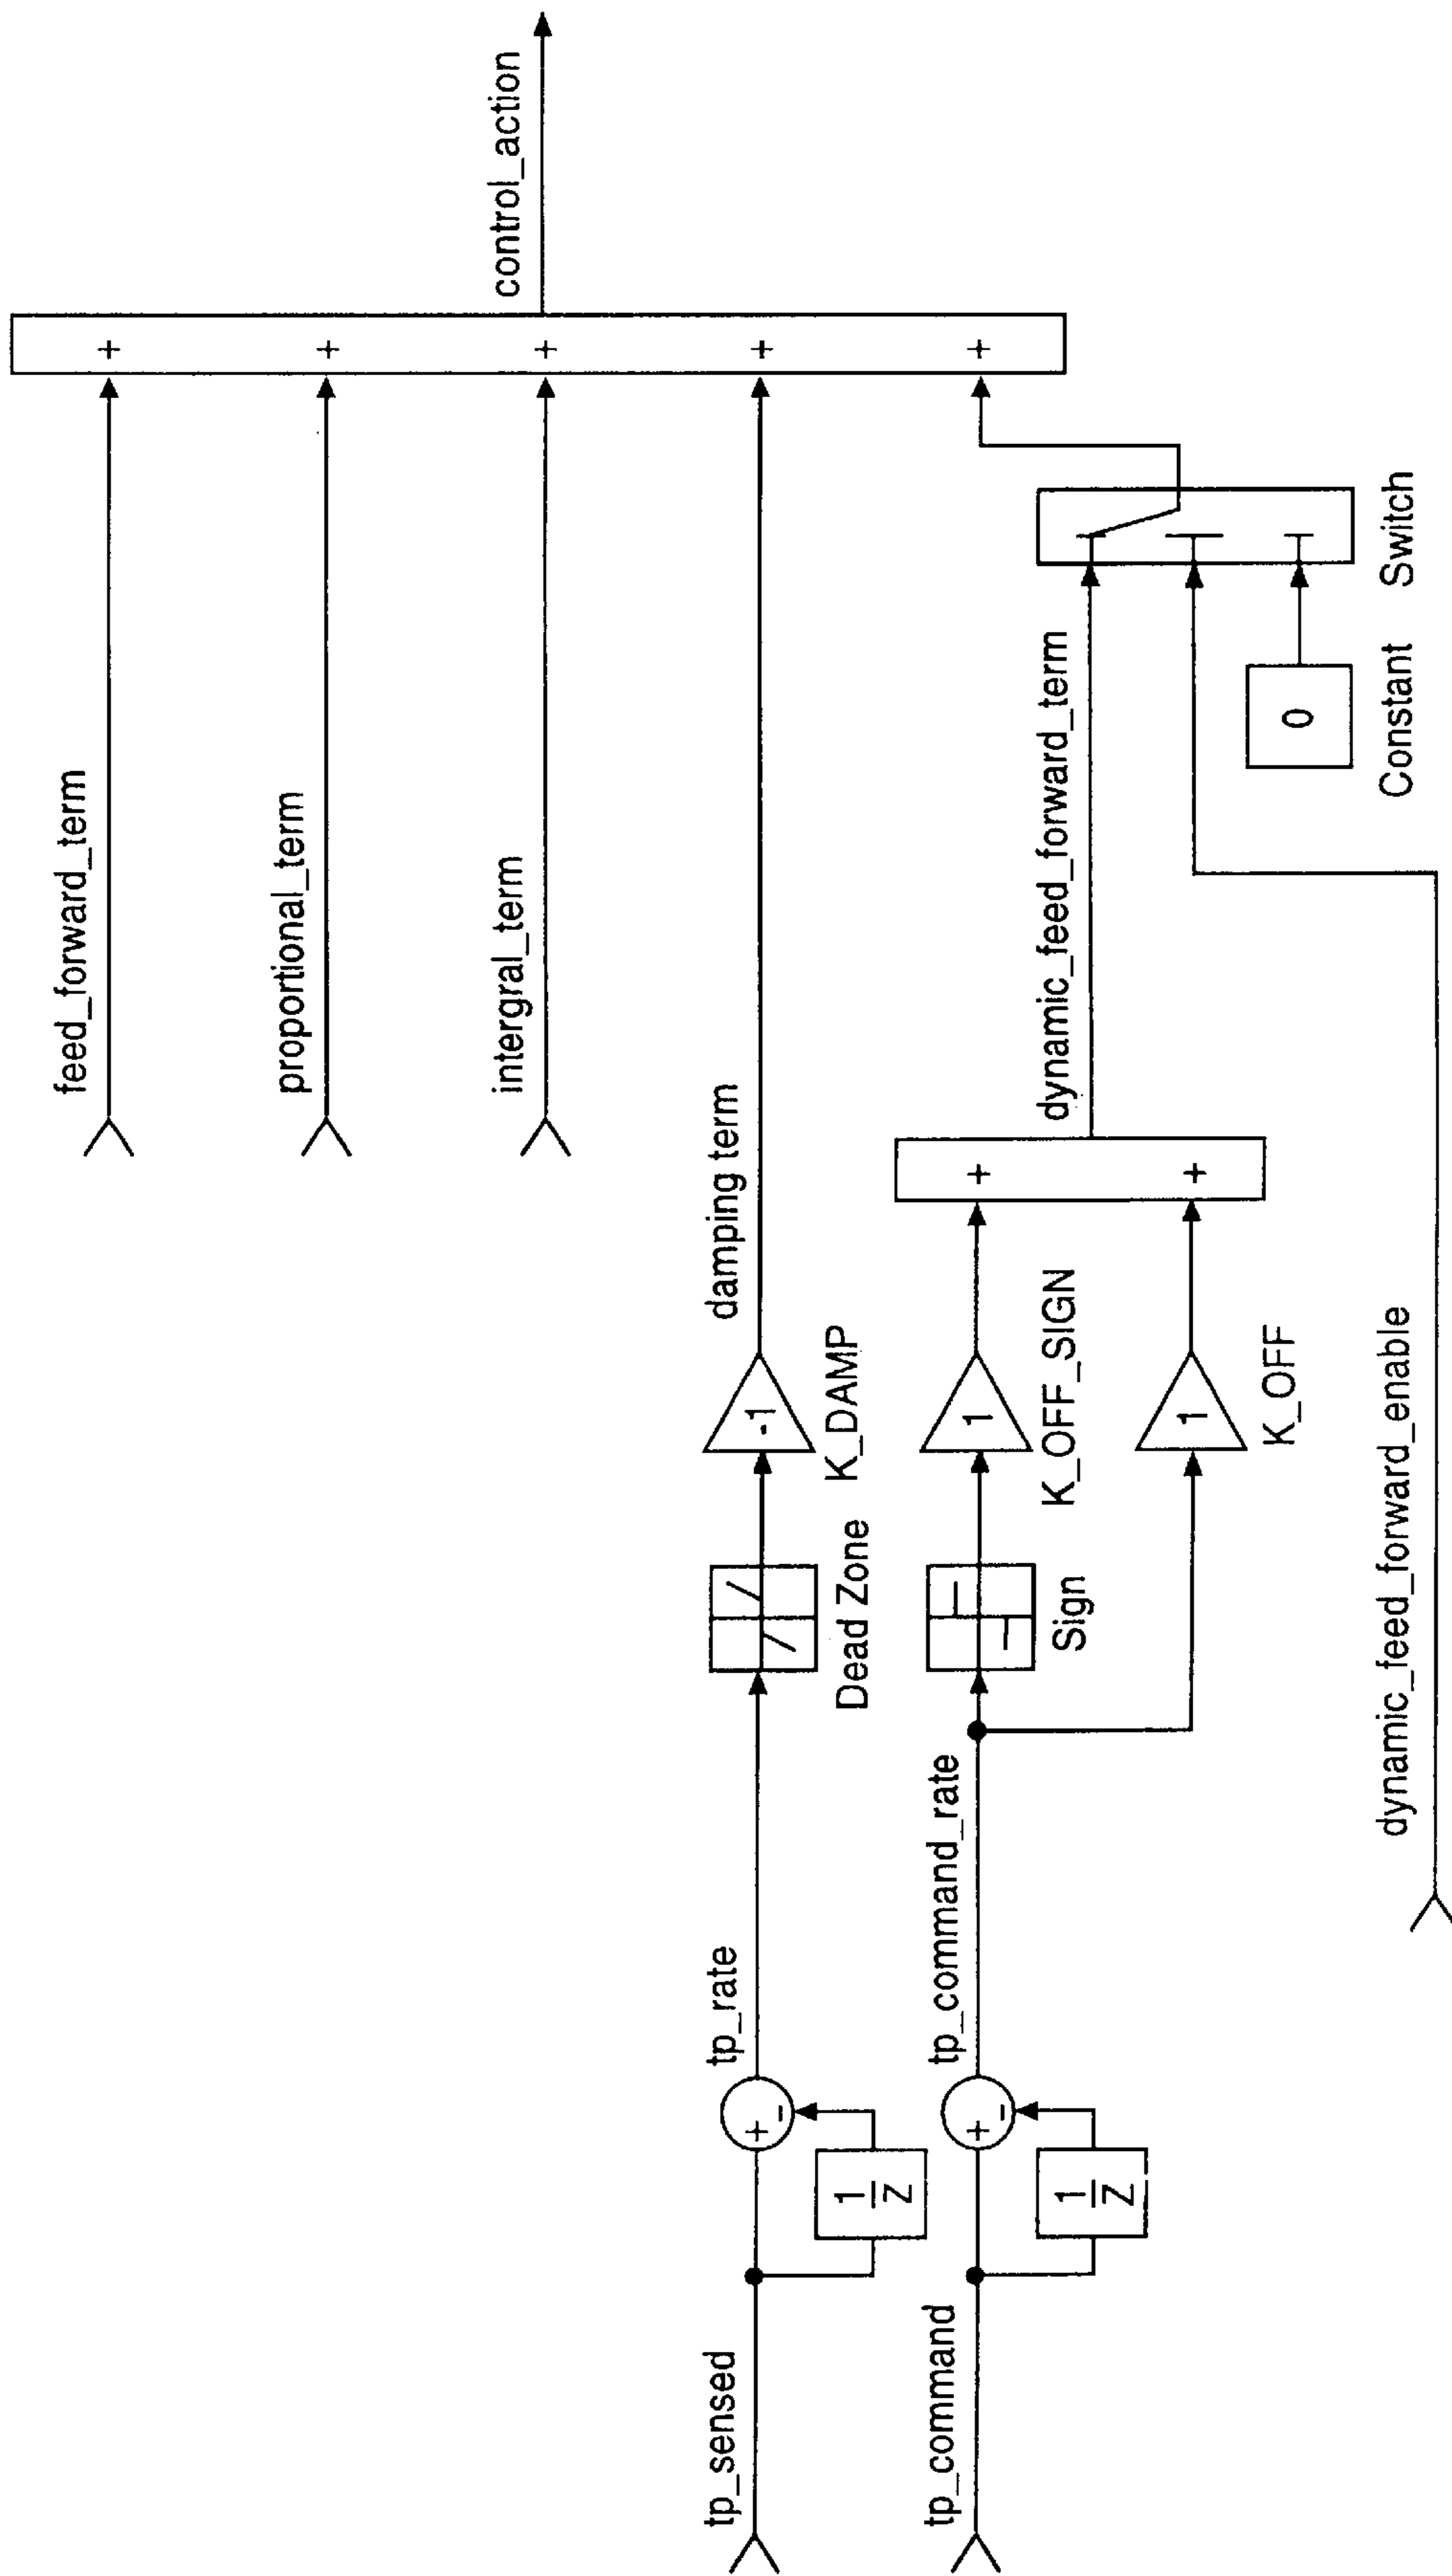 feed_forward_term
proportional_term
intergral_term
control_action
+
+
+
+
+
tp_sensed
+
-
1
Z
tp_rate
Dead Zone
-1
K_DAMP
damping term
tp_command
+
-
1
Z
tp_command_rate
Sign
1
K_OFF_SIGN
1
K_OFF
+
+
dynamic_feed_forward_term
dynamic_feed_forward_enable
0
Constant
Switch